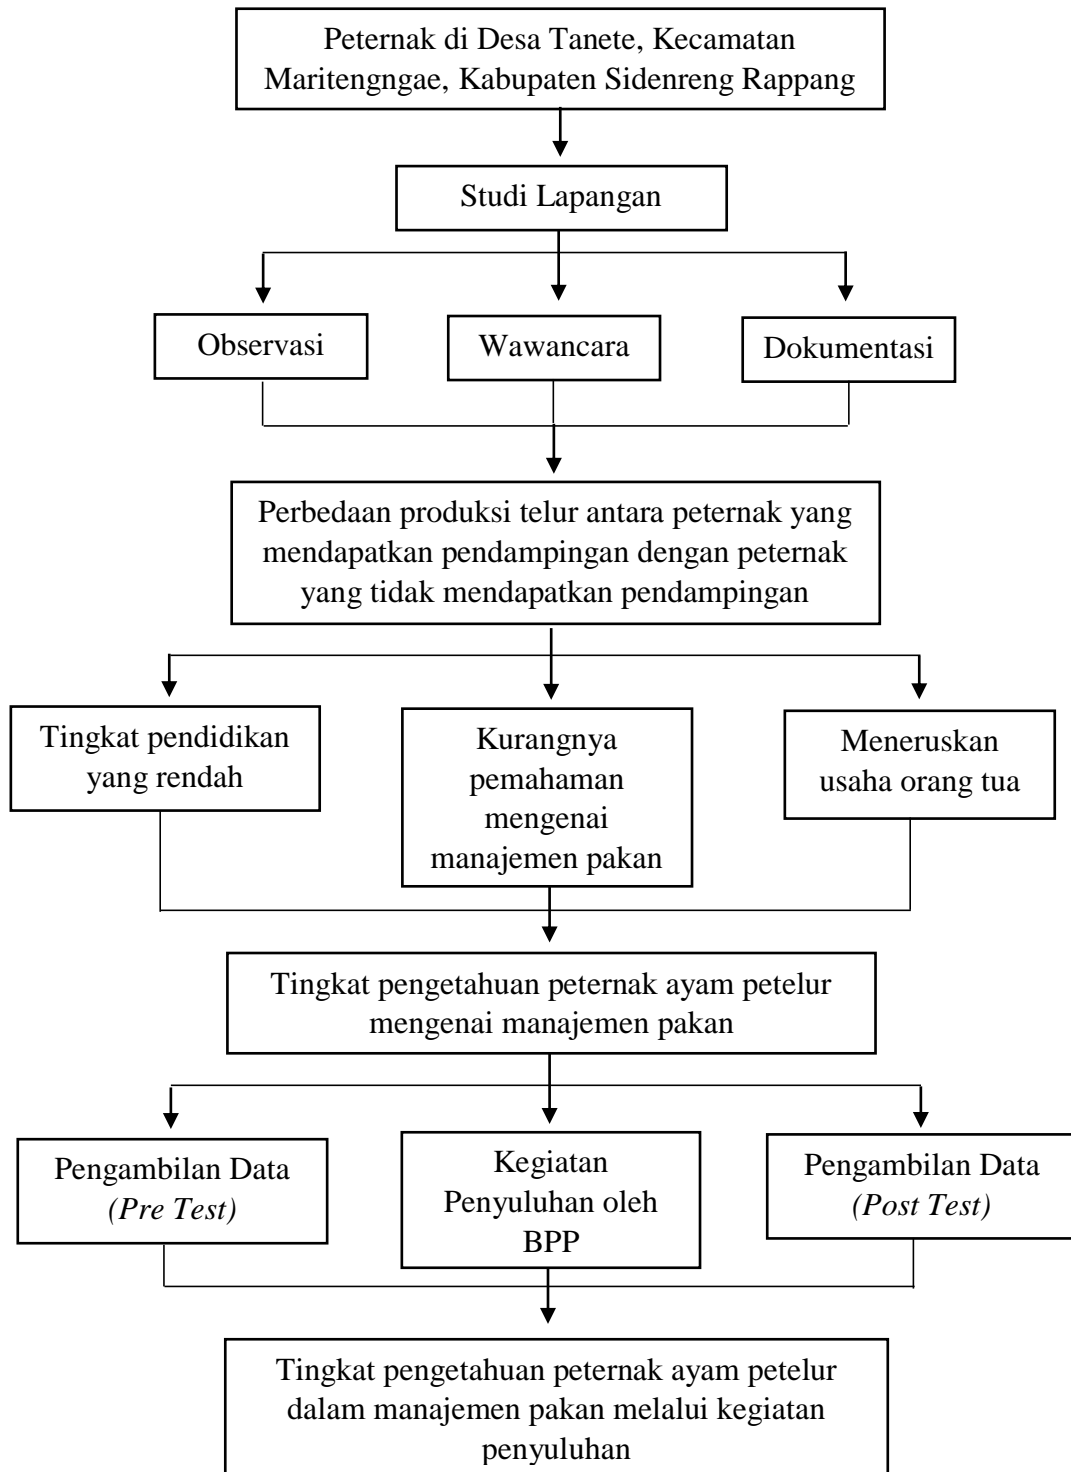 Peternak di Desa Tanete, Kecamatan
Maritengngae, Kabupaten Sidenreng Rappang
Studi Lapangan
Observasi
Wawancara
Dokumentasi
Perbedaan produksi telur antara peternak yang
mendapatkan pendampingan dengan peternak
yang tidak mendapatkan pendampingan
Tingkat pendidikan
yang rendah
Kurangnya
pemahaman
mengenai
manajemen pakan
Meneruskan
usaha orang tua
Tingkat pengetahuan peternak ayam petelur
mengenai manajemen pakan
Pengambilan Data
(Pre Test)
Kegiatan
Penyuluhan oleh
BPP
Pengambilan Data
(Post Test)
Tingkat pengetahuan peternak ayam petelur
dalam manajemen pakan melalui kegiatan
penyuluhan